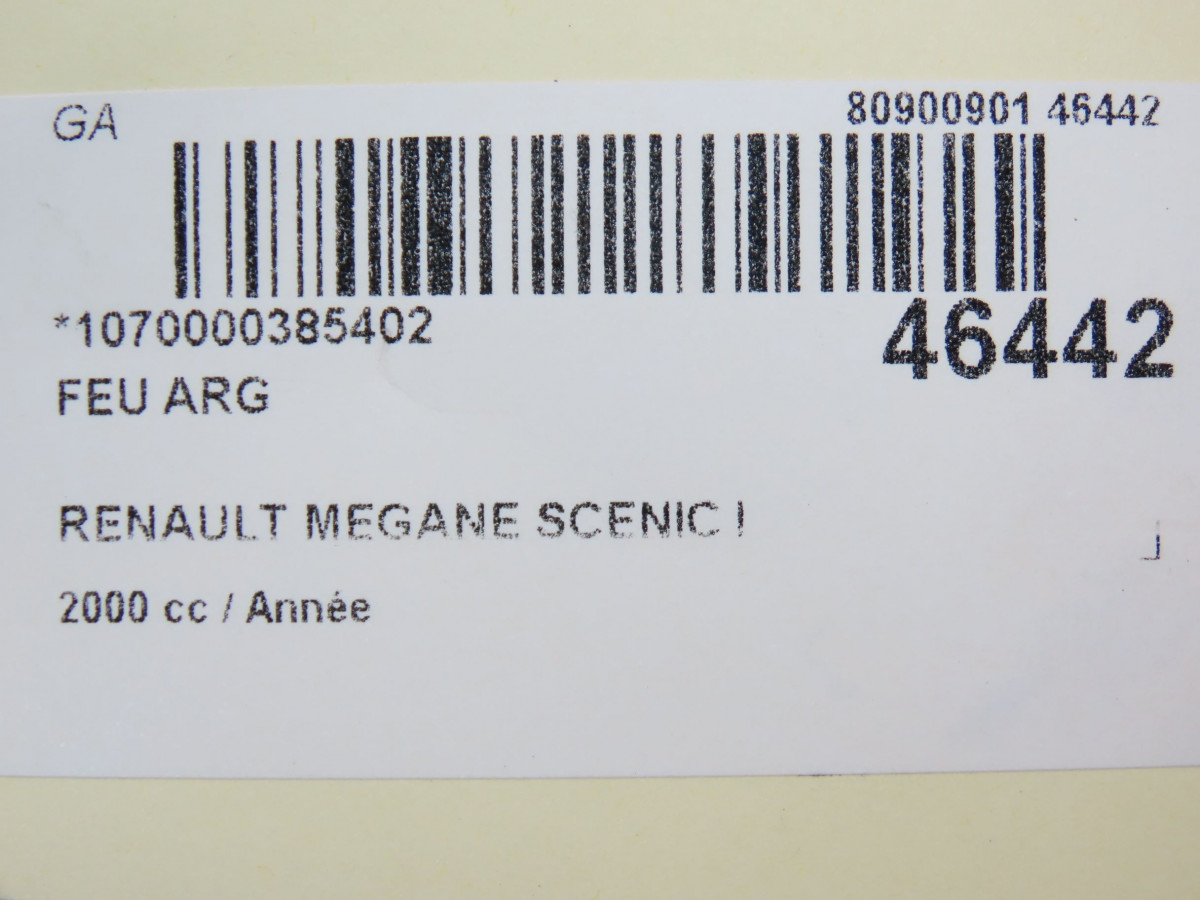 GA
80900901 46442
*1070000385402
46442
FEU ARG
RENAULT MEGANE SCENIC I
2000 cc / Année